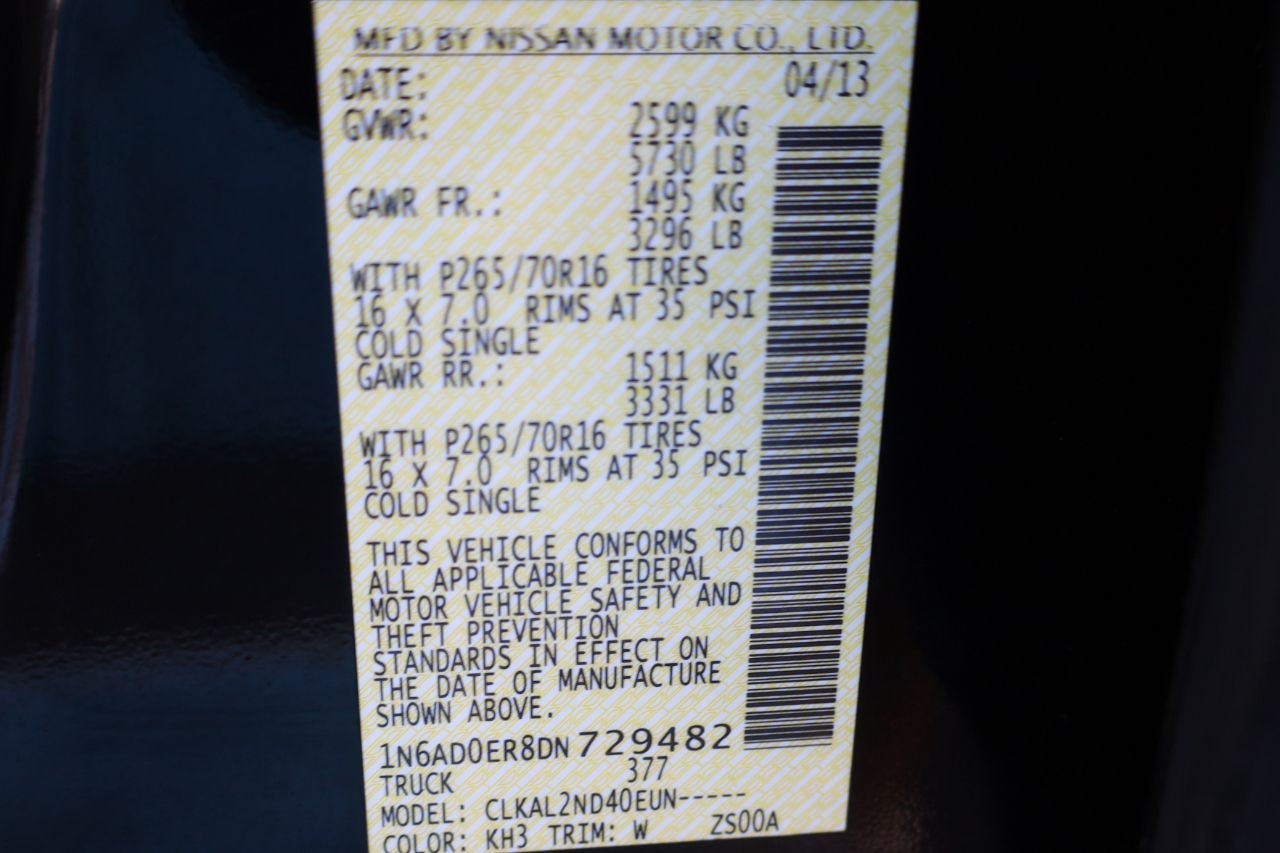 MFD BY NISSAN MOTOR CO., LTD.
DATE: 04/13
GVWR: 2599 KG
5730 LB
GAWR FR.: 1495 KG
3296 LB
WITH P265/70R16 TIRES
16 X 7.0 RIMS AT 35 PSI
COLD SINGLE
GAWR RR.: 1511 KG
3331 LB
WITH P265/70R16 TIRES
16 X 7.0 RIMS AT 35 PSI
COLD SINGLE
THIS VEHICLE CONFORMS TO
ALL APPLICABLE FEDERAL
MOTOR VEHICLE SAFETY AND
THEFT PREVENTION
STANDARDS IN EFFECT ON
THE DATE OF MANUFACTURE
SHOWN ABOVE.
1N6AD0ER8DN729482
TRUCK 377
MODEL: CLKAL2ND40EUN-----
COLOR: KH3 TRIM: W ZS00A